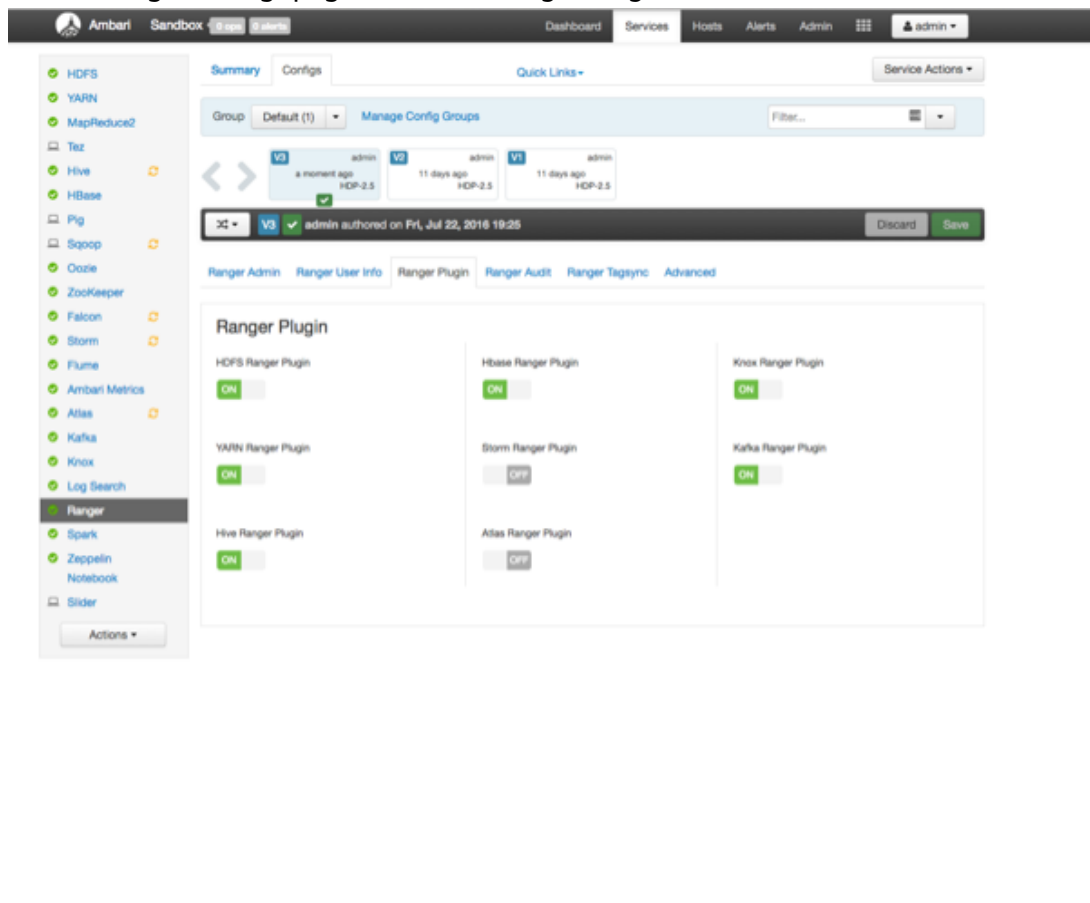 Ambari Sandbox 0 ops 0 alerts Dashboard Services Hosts Alerts Admin admin
HDFS
YARN
MapReduce2
Tez
Hive
HBase
Pig
Sqoop
Oozie
ZooKeeper
Falcon
Storm
Flume
Ambari Metrics
Atlas
Kafka
Knox
Log Search
Ranger
Spark
Zeppelin
Notebook
Slider
Actions
Summary Configs Quick Links Service Actions
Group Default (1) Manage Config Groups Filter...
V3 admin
a moment ago
HDP-2.5
V2 admin
11 days ago
HDP-2.5
V1 admin
11 days ago
HDP-2.5
V3 admin authored on Fri, Jul 22, 2016 19:25 Discard Save
Ranger Admin Ranger User Info Ranger Plugin Ranger Audit Ranger Tagsync Advanced
Ranger Plugin
HDFS Ranger Plugin Hbase Ranger Plugin Knox Ranger Plugin
ON ON ON
YARN Ranger Plugin Storm Ranger Plugin Kafka Ranger Plugin
ON OFF ON
Hive Ranger Plugin Atlas Ranger Plugin
ON OFF